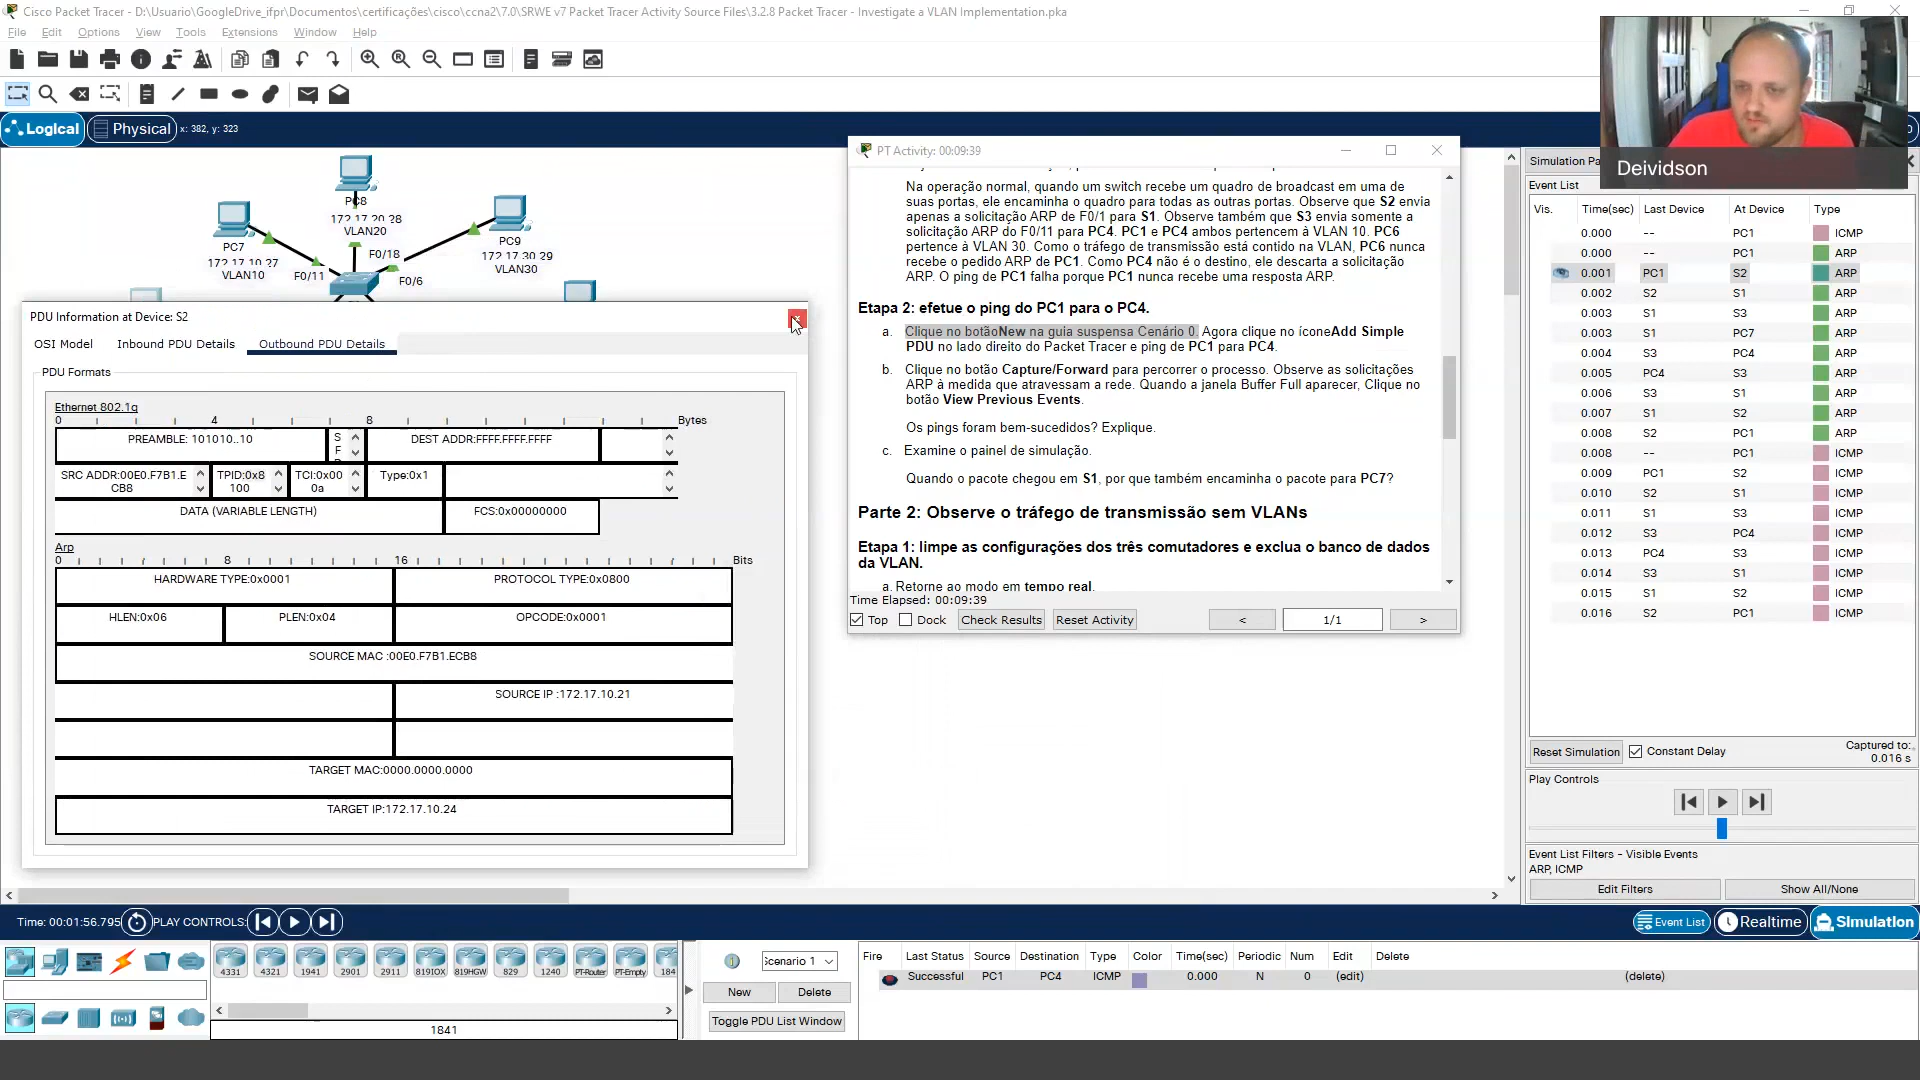 Cisco Packet Tracer - D:\Usuario\GoogleDrive_ifpr\Documentos\certificações\cisco\ccna2\7.0\SRWE v7 Packet Tracer Activity Source Files\3.2.8 Packet Tracer - Investigate a VLAN Implementation.pka
File Edit Options View Tools Extensions Window Help
Logical Physical x: 382, y: 323
Deividson
PC8
172.17.20.28
VLAN20
PC7
172.17.10.27
VLAN10
PC9
172.17.30.29
VLAN30
F0/11
F0/18
F0/6
PDU Information at Device: S2
OSI Model Inbound PDU Details Outbound PDU Details
PDU Formats
Ethernet 802.1q
0 4 8 Bytes
PREAMBLE: 101010..10
S
F
D
DEST ADDR:FFFF.FFFF.FFFF
SRC ADDR:00E0.F7B1.E
CB8
TPID:0x8
100
TCI:0x00
0a
Type:0x1
DATA (VARIABLE LENGTH)
FCS:0x00000000
Arp
0 8 16 Bits
HARDWARE TYPE:0x0001
PROTOCOL TYPE:0x0800
HLEN:0x06
PLEN:0x04
OPCODE:0x0001
SOURCE MAC :00E0.F7B1.ECB8
SOURCE IP :172.17.10.21
TARGET MAC:0000.0000.0000
TARGET IP:172.17.10.24
PT Activity: 00:09:39
Na operação normal, quando um switch recebe um quadro de broadcast em uma de
suas portas, ele encaminha o quadro para todas as outras portas. Observe que S2 envia
apenas a solicitação ARP de F0/1 para S1. Observe também que S3 envia somente a
solicitação ARP do F0/11 para PC4. PC1 e PC4 ambos pertencem à VLAN 10. PC6
pertence à VLAN 30. Como o tráfego de transmissão está contido na VLAN, PC6 nunca
recebe o pedido ARP de PC1. Como PC4 não é o destino, ele descarta a solicitação
ARP. O ping de PC1 falha porque PC1 nunca recebe uma resposta ARP.
Etapa 2: efetue o ping do PC1 para o PC4.
a. Clique no botãoNew na guia suspensa Cenário 0. Agora clique no íconeAdd Simple
PDU no lado direito do Packet Tracer e ping de PC1 para PC4.
b. Clique no botão Capture/Forward para percorrer o processo. Observe as solicitações
ARP à medida que atravessam a rede. Quando a janela Buffer Full aparecer, Clique no
botão View Previous Events.
Os pings foram bem-sucedidos? Explique.
c. Examine o painel de simulação.
Quando o pacote chegou em S1, por que também encaminha o pacote para PC7?
Parte 2: Observe o tráfego de transmissão sem VLANs
Etapa 1: limpe as configurações dos três comutadores e exclua o banco de dados
da VLAN.
a. Retorne ao modo em tempo real.
Time Elapsed: 00:09:39
Top Dock Check Results Reset Activity < 1/1 >
Simulation Pa
Event List
Vis. Time(sec) Last Device At Device Type
0.000 -- PC1 ICMP
0.000 -- PC1 ARP
0.001 PC1 S2 ARP
0.002 S2 S1 ARP
0.003 S1 S3 ARP
0.003 S1 PC7 ARP
0.004 S3 PC4 ARP
0.005 PC4 S3 ARP
0.006 S3 S1 ARP
0.007 S1 S2 ARP
0.008 S2 PC1 ARP
0.008 -- PC1 ICMP
0.009 PC1 S2 ICMP
0.010 S2 S1 ICMP
0.011 S1 S3 ICMP
0.012 S3 PC4 ICMP
0.013 PC4 S3 ICMP
0.014 S3 S1 ICMP
0.015 S1 S2 ICMP
0.016 S2 PC1 ICMP
Reset Simulation Constant Delay Captured to:
0.016 s
Play Controls
Event List Filters - Visible Events
ARP, ICMP
Edit Filters Show All/None
Time: 00:01:56.795 PLAY CONTROLS:
Event List Realtime Simulation
4331 4321 1941 2901 2911 819IOX 819HGW 829 1240 PT-Router PT-Empty 184
1841
Scenario 1
New Delete
Toggle PDU List Window
Fire Last Status Source Destination Type Color Time(sec) Periodic Num Edit Delete
Successful PC1 PC4 ICMP 0.000 N 0 (edit) (delete)